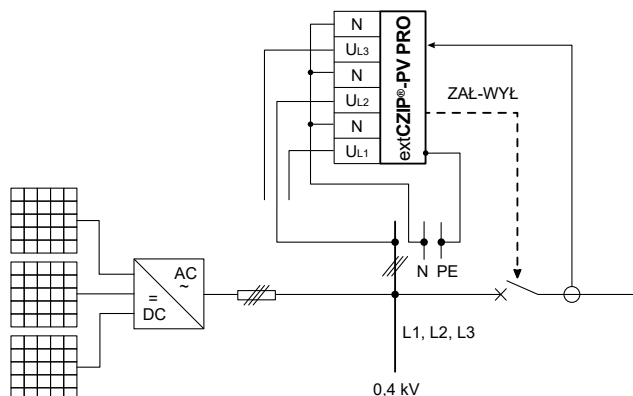 N
UL3
N
UL2
N
UL1
extCZIP®-PV PRO
ZAŁ-WYŁ
N PE
AC
~
=
DC
L1, L2, L3
0,4 kV